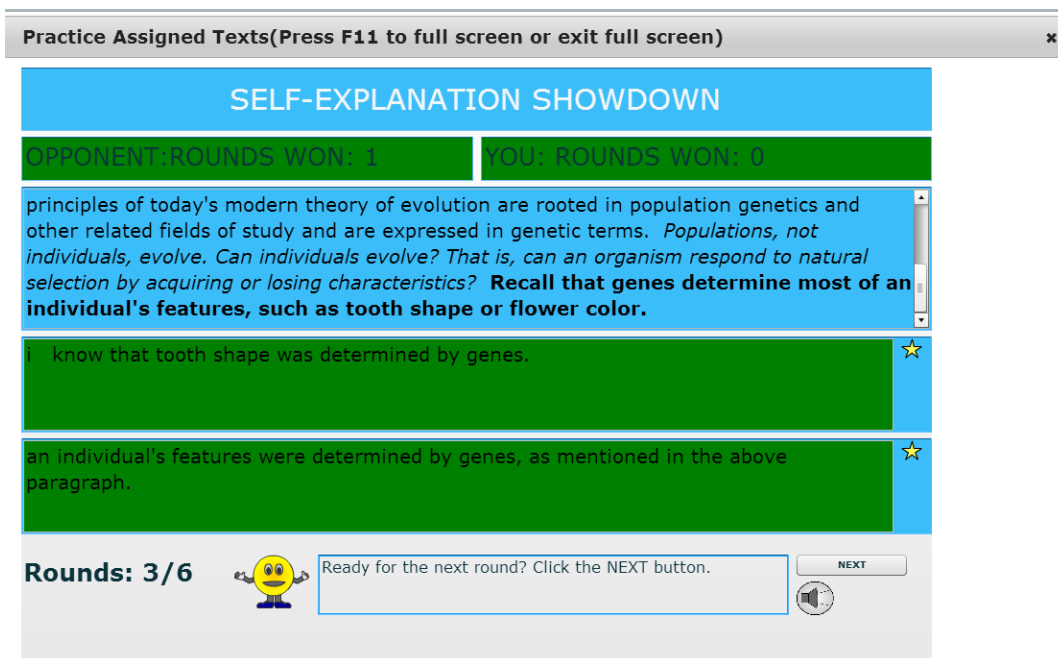 Practice Assigned Texts(Press F11 to full screen or exit full screen)
SELF-EXPLANATION SHOWDOWN
OPPONENT:ROUNDS WON: 1
YOU: ROUNDS WON: 0
principles of today's modern theory of evolution are rooted in population genetics and
other related fields of study and are expressed in genetic terms. Populations, not
individuals, evolve. Can individuals evolve? That is, can an organism respond to natural
selection by acquiring or losing characteristics? Recall that genes determine most of an
individual's features, such as tooth shape or flower color.
i know that tooth shape was determined by genes.
an individual's features were determined by genes, as mentioned in the above
paragraph.
Rounds: 3/6
Ready for the next round? Click the NEXT button.
NEXT